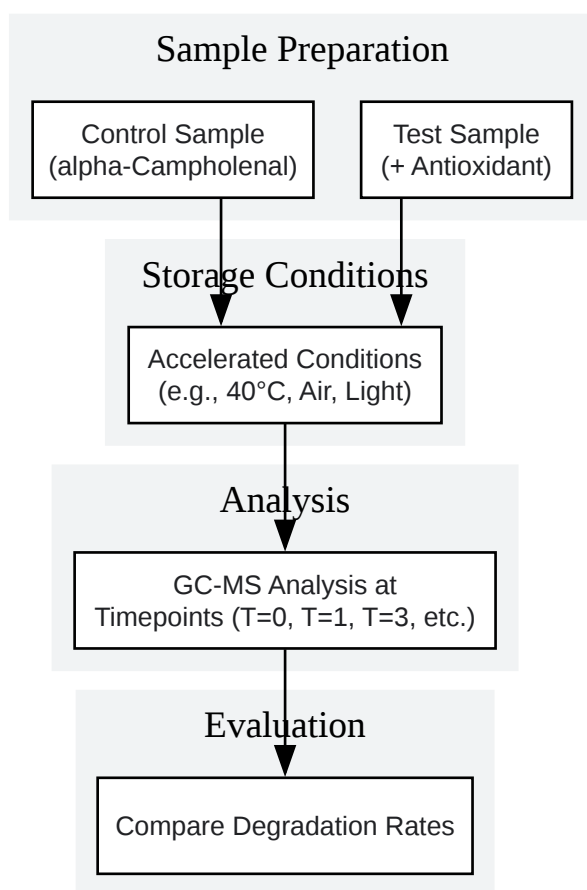 Sample Preparation
Control Sample
(alpha-Campholenal)
Test Sample
(+ Antioxidant)
Storage Conditions
Accelerated Conditions
(e.g., 40°C, Air, Light)
Analysis
GC-MS Analysis at
Timepoints (T=0, T=1, T=3, etc.)
Evaluation
Compare Degradation Rates